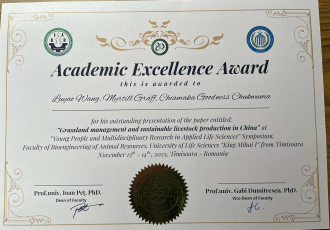 Academic Excellence Award
this is awarded to
Liuyao Wang, Myrrill Groff, Chiamaka Goodness Chukwuma
for his outstanding presentation of the paper entitled:
"Grassland management and sustainable livestock production in China" at
"Young People and Multidisciplinary Research in Applied Life Sciences" Symposium,
Faculty of Bioengineering of Animal Resources, University of Life Sciences "King Mihai I" from Timisoara
November 13th - 14th, 2025, Timisoara - Romania
Prof.univ. Ioan Peț, PhD.
Dean of Faculty
Prof.univ. Gabi Dumitrescu, PhD.
Vice-Dean of Faculty